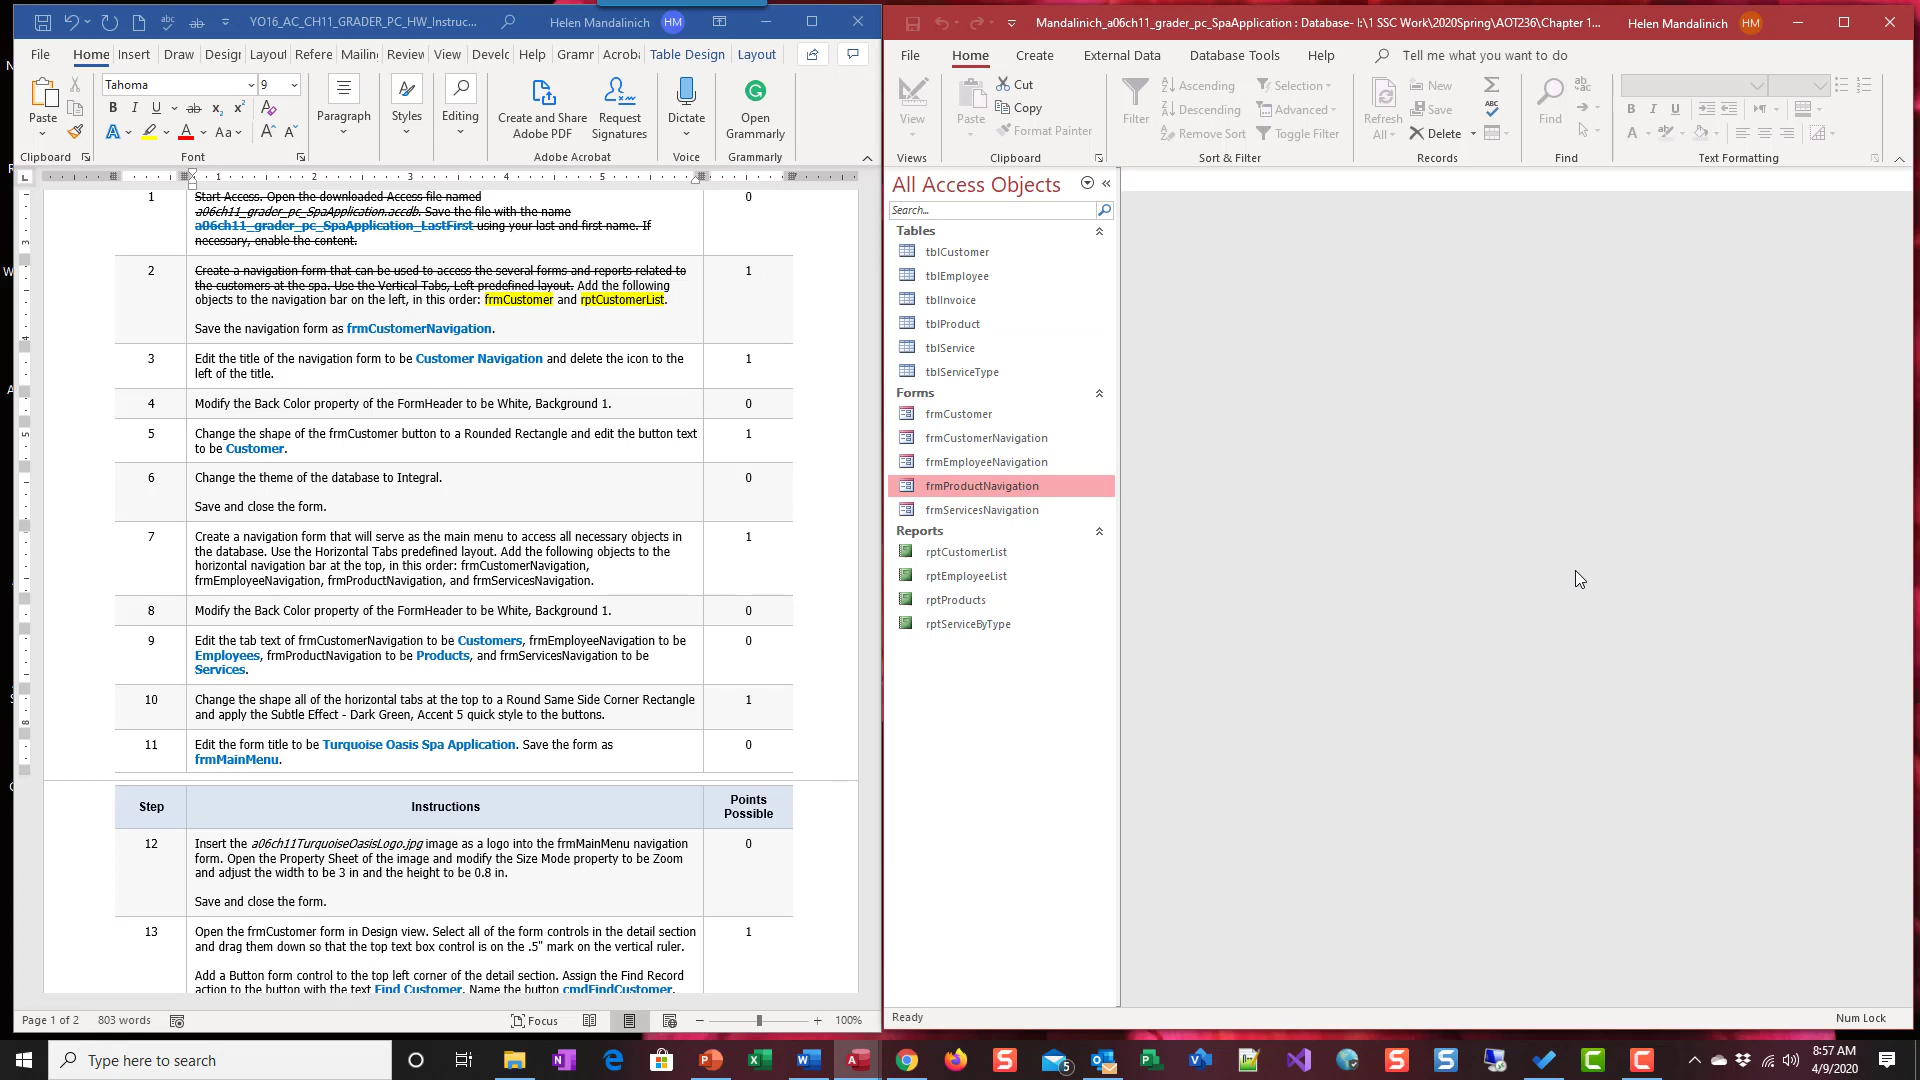 YO16_AC_CH11_GRADER_PC_HW_Instruc...
Helen Mandalinich
HM
File Home Insert Draw Design Layout Refere Mailing Review View Develo Help Gramm Acroba Table Design Layout
Paste
Clipboard
Tahoma
9
B I U ab x₂ x²
A Aa A A
Font
Paragraph
Styles
Editing
Create and Share
Adobe PDF
Request
Signatures
Adobe Acrobat
Dictate
Voice
Open
Grammarly
Grammarly
1 2 3 4 5
1 Start Access. Open the downloaded Access file named 0
a06ch11_grader_pc_SpaApplication.accdb. Save the file with the name
a06ch11_grader_pc_SpaApplication_LastFirst using your last and first name. If
necessary, enable the content.
2 Create a navigation form that can be used to access the several forms and reports related to 1
the customers at the spa. Use the Vertical Tabs, Left predefined layout. Add the following
objects to the navigation bar on the left, in this order: frmCustomer and rptCustomerList.
Save the navigation form as frmCustomerNavigation.
3 Edit the title of the navigation form to be Customer Navigation and delete the icon to the 1
left of the title.
4 Modify the Back Color property of the FormHeader to be White, Background 1. 0
5 Change the shape of the frmCustomer button to a Rounded Rectangle and edit the button text 1
to be Customer.
6 Change the theme of the database to Integral. 0
Save and close the form.
7 Create a navigation form that will serve as the main menu to access all necessary objects in 1
the database. Use the Horizontal Tabs predefined layout. Add the following objects to the
horizontal navigation bar at the top, in this order: frmCustomerNavigation,
frmEmployeeNavigation, frmProductNavigation, and frmServicesNavigation.
8 Modify the Back Color property of the FormHeader to be White, Background 1. 0
9 Edit the tab text of frmCustomerNavigation to be Customers, frmEmployeeNavigation to be 0
Employees, frmProductNavigation to be Products, and frmServicesNavigation to be
Services.
10 Change the shape all of the horizontal tabs at the top to a Round Same Side Corner Rectangle 1
and apply the Subtle Effect - Dark Green, Accent 5 quick style to the buttons.
11 Edit the form title to be Turquoise Oasis Spa Application. Save the form as 0
frmMainMenu.
Step Instructions Points
Possible
12 Insert the a06ch11TurquoiseOasisLogo.jpg image as a logo into the frmMainMenu navigation 0
form. Open the Property Sheet of the image and modify the Size Mode property to be Zoom
and adjust the width to be 3 in and the height to be 0.8 in.
Save and close the form.
13 Open the frmCustomer form in Design view. Select all of the form controls in the detail section 1
and drag them down so that the top text box control is on the .5" mark on the vertical ruler.
Add a Button form control to the top left corner of the detail section. Assign the Find Record
action to the button with the text Find Customer. Name the button cmdFindCustomer.
Page 1 of 2 803 words Focus 100%
Mandalinich_a06ch11_grader_pc_SpaApplication : Database- I:\1 SSC Work\2020Spring\AOT236\Chapter 1...
Helen Mandalinich
HM
File Home Create External Data Database Tools Help Tell me what you want to do
View
Views
Paste
Cut
Copy
Format Painter
Clipboard
Filter
Ascending
Descending
Remove Sort
Selection
Advanced
Toggle Filter
Sort & Filter
Refresh
All
New
Save
Delete
Records
Find
Find
B I U
A
Text Formatting
All Access Objects
Search...
Tables
tblCustomer
tblEmployee
tblInvoice
tblProduct
tblService
tblServiceType
Forms
frmCustomer
frmCustomerNavigation
frmEmployeeNavigation
frmProductNavigation
frmServicesNavigation
Reports
rptCustomerList
rptEmployeeList
rptProducts
rptServiceByType
Ready
Num Lock
Type here to search
5
8:57 AM
4/9/2020